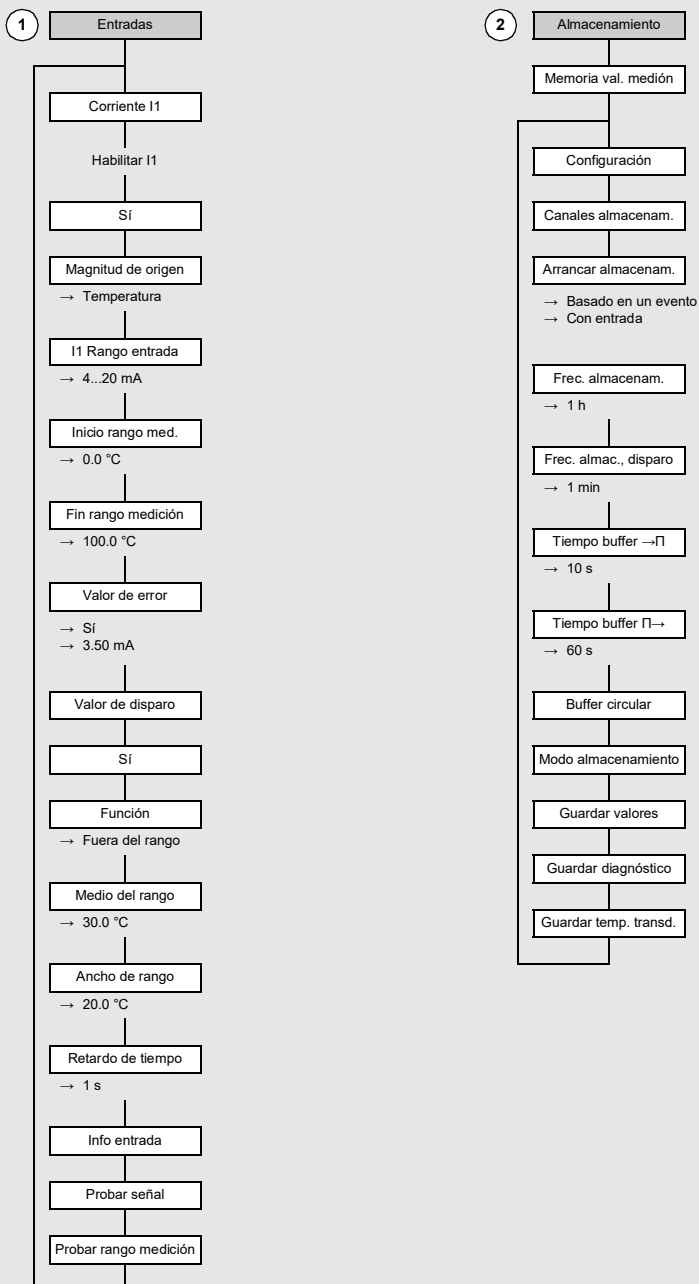 1
Entradas
Corriente I1
Habilitar I1
Sí
Magnitud de origen
→ Temperatura
I1 Rango entrada
→ 4...20 mA
Inicio rango med.
→ 0.0 °C
Fin rango medición
→ 100.0 °C
Valor de error
→ Sí
→ 3.50 mA
Valor de disparo
Sí
Función
→ Fuera del rango
Medio del rango
→ 30.0 °C
Ancho de rango
→ 20.0 °C
Retardo de tiempo
→ 1 s
Info entrada
Probar señal
Probar rango medición
2
Almacenamiento
Memoria val. medión
Configuración
Canales almacenam.
Arrancar almacenam.
→ Basado en un evento
→ Con entrada
Frec. almacenam.
→ 1 h
Frec. almac., disparo
→ 1 min
Tiempo buffer →Π
→ 10 s
Tiempo buffer Π→
→ 60 s
Buffer circular
Modo almacenamiento
Guardar valores
Guardar diagnóstico
Guardar temp. transd.